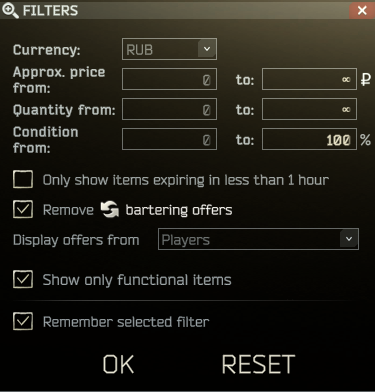 FILTERS
Currency: RUB
Approx. price from: 0 to: ∞ ₽
Quantity from: 0 to: ∞
Condition from: 0 to: 100 %
Only show items expiring in less than 1 hour
Remove bartering offers
Display offers from Players
Show only functional items
Remember selected filter
OK RESET